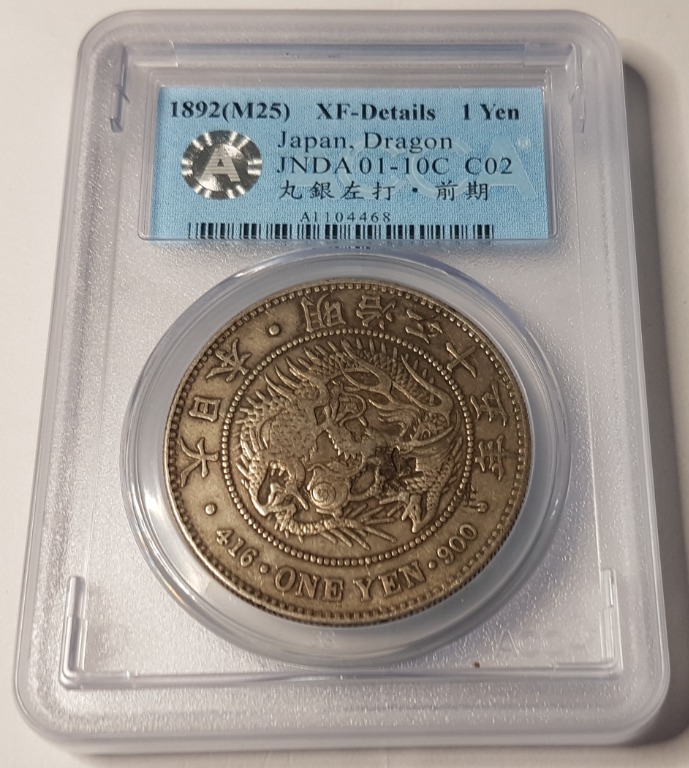 1892(M25) XF-Details 1 Yen
A
Japan, Dragon
JNDA 01-10C C02
丸銀左打・前期
A1104468
大日本・明治二十五年
416・ONE YEN・900